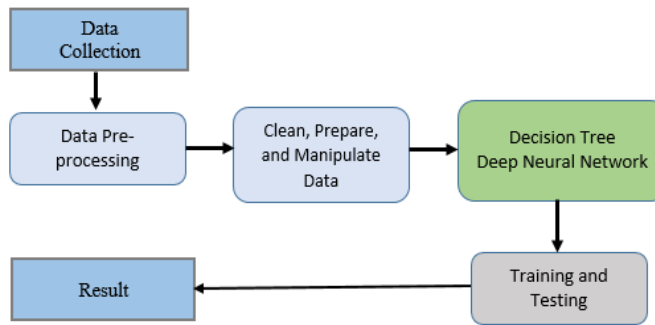 Data
Collection
Data Pre-
processing
Clean, Prepare,
and Manipulate
Data
Decision Tree
Deep Neural Network
Training and
Testing
Result